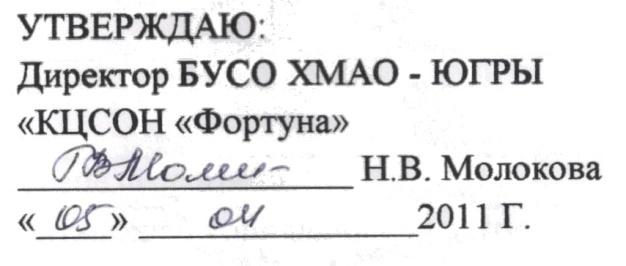 УТВЕРЖДАЮ:
Директор БУСО ХМАО - ЮГРЫ
«КЦСОН «Фортуна»
Н.В. Молокова
«05» 04 2011 Г.